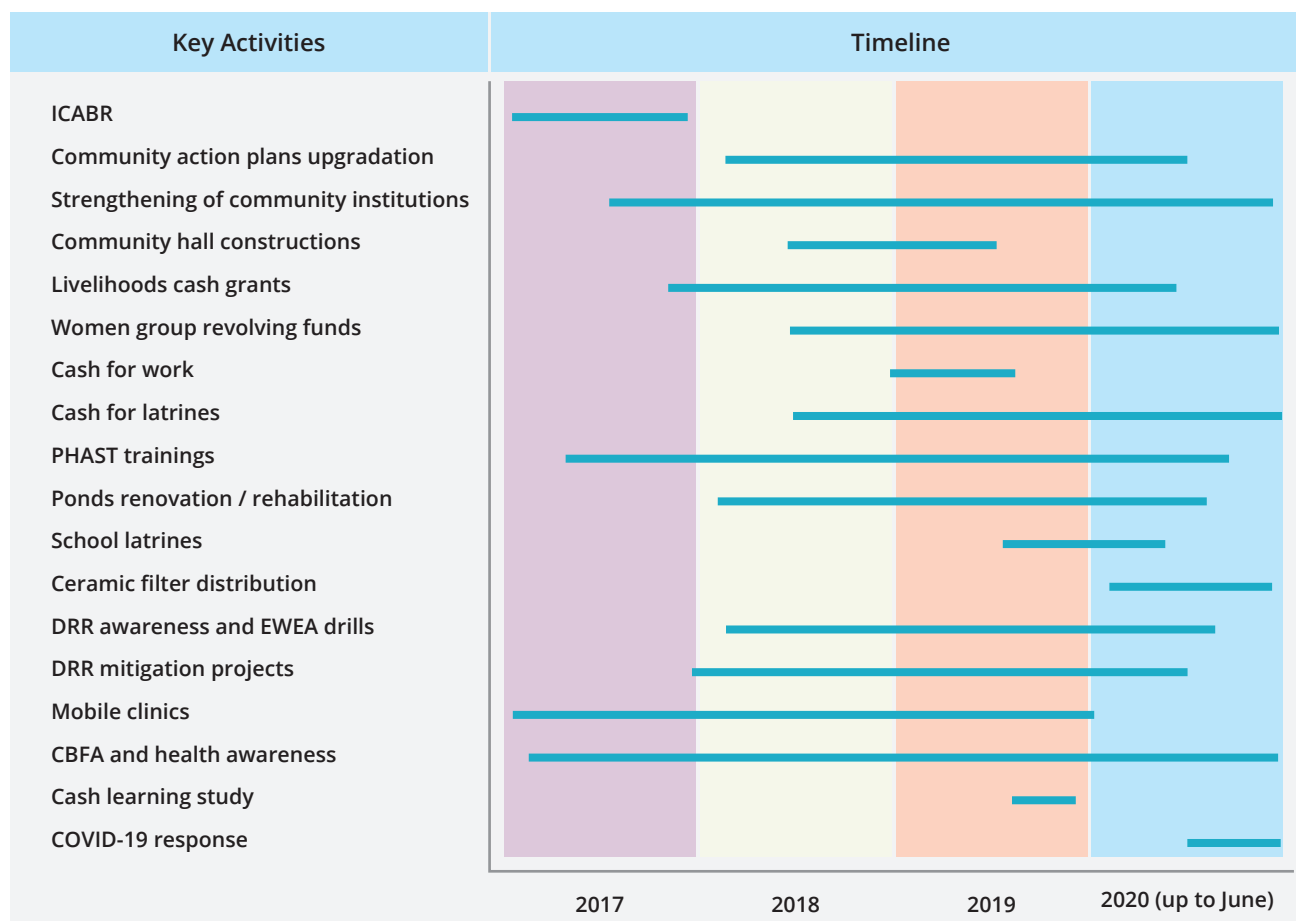 Key Activities
Timeline
ICABR
Community action plans upgradation
Strengthening of community institutions
Community hall constructions
Livelihoods cash grants
Women group revolving funds
Cash for work
Cash for latrines
PHAST trainings
Ponds renovation / rehabilitation
School latrines
Ceramic filter distribution
DRR awareness and EWEA drills
DRR mitigation projects
Mobile clinics
CBFA and health awareness
Cash learning study
COVID-19 response
2017
2018
2019
2020 (up to June)